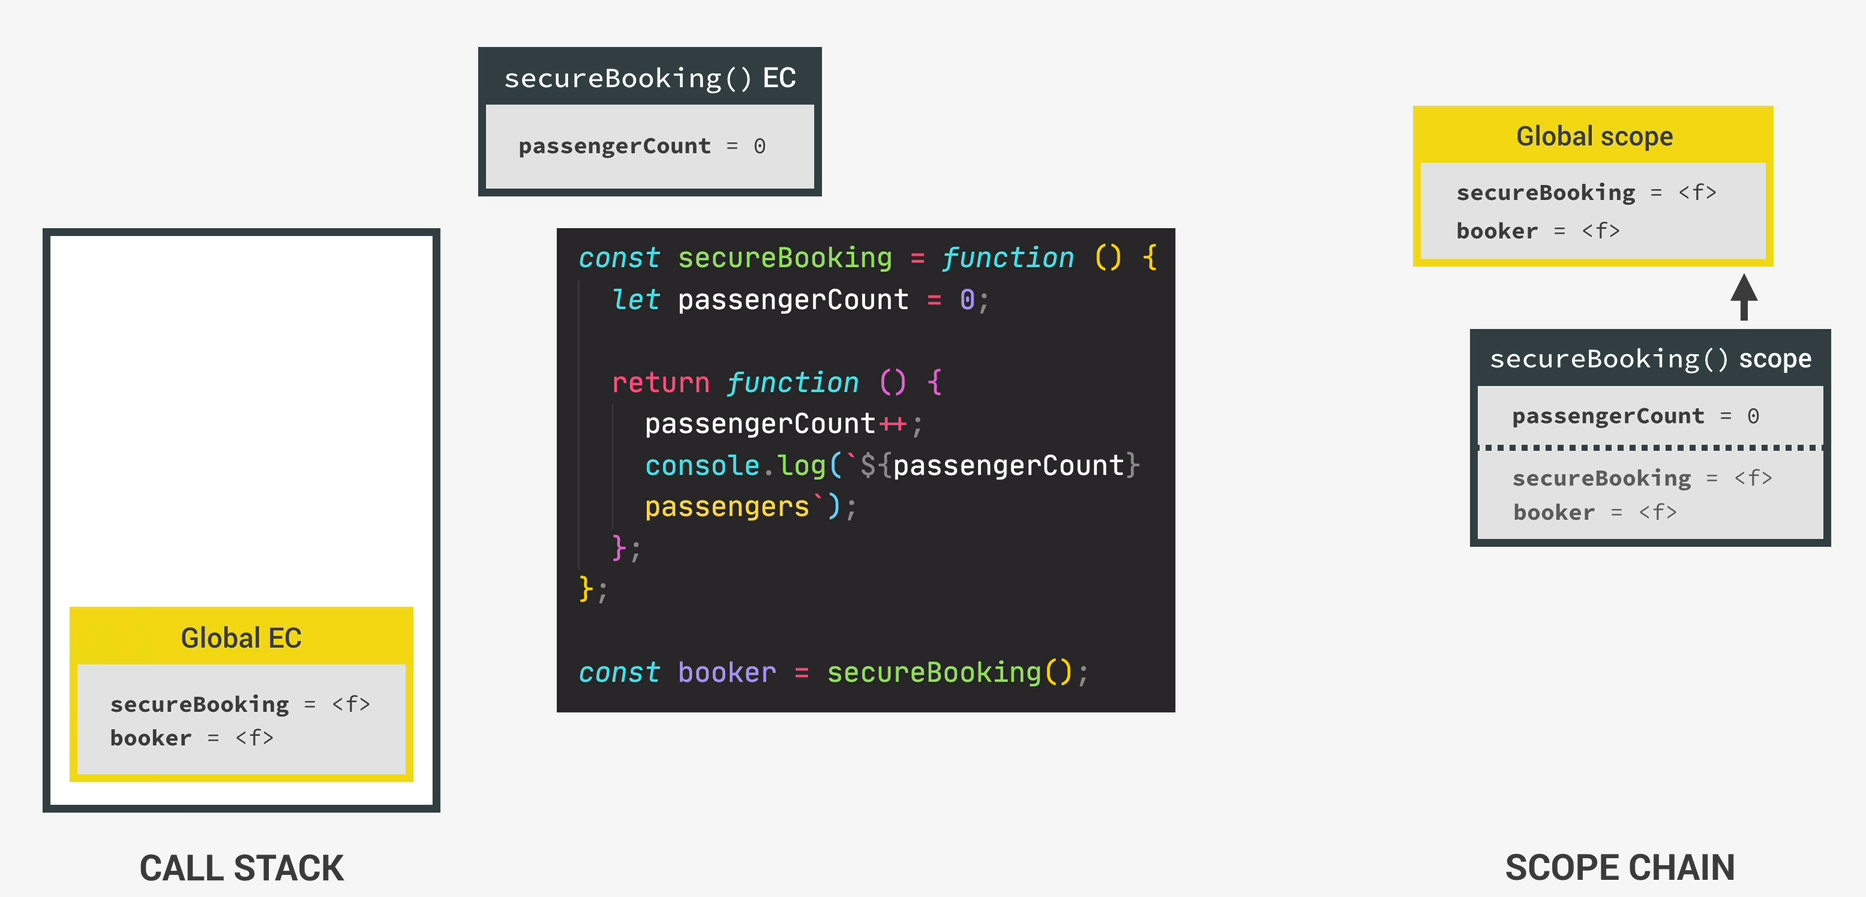 secureBooking() EC
passengerCount = 0
Global EC
secureBooking = <f>
booker = <f>
CALL STACK
const secureBooking = function () {
let passengerCount = 0;
return function () {
passengerCount++;
console.log(`${passengerCount}
passengers`);
};
};
const booker = secureBooking();
Global scope
secureBooking = <f>
booker = <f>
secureBooking() scope
passengerCount = 0
secureBooking = <f>
booker = <f>
SCOPE CHAIN